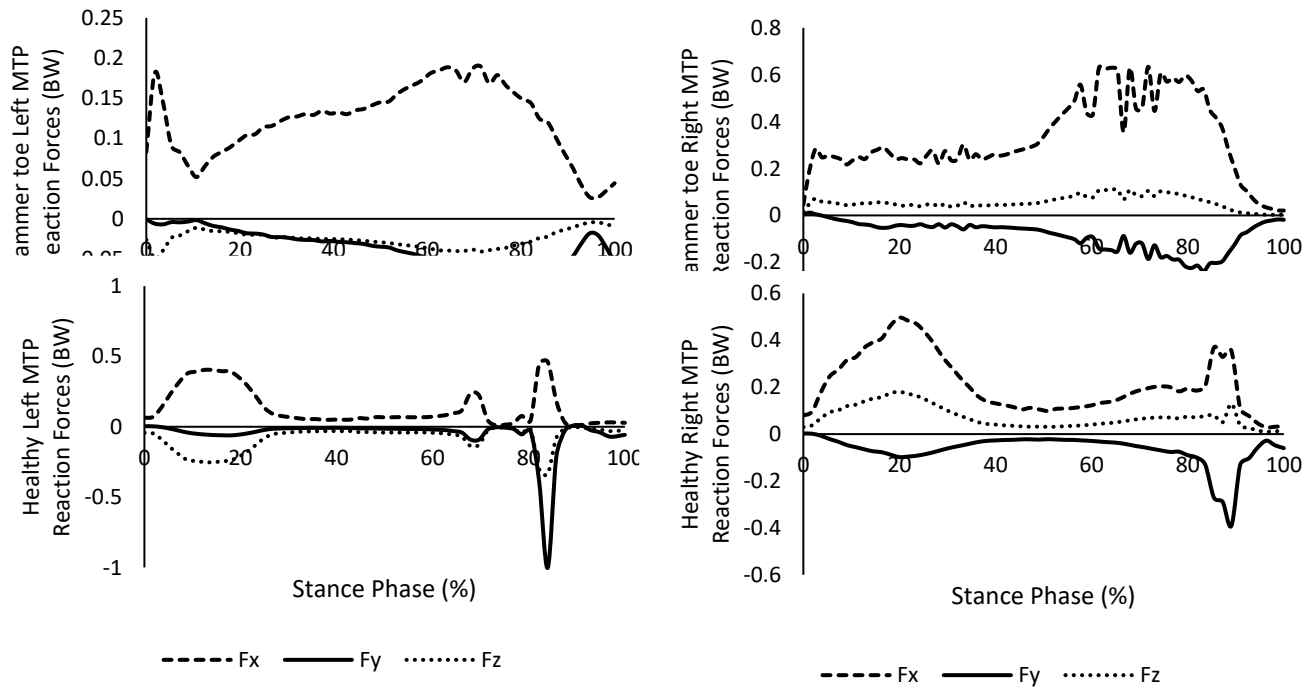 0.25
0.2
0.15
0.1
0.05
0
0 20 40 60 80 100
ammer toe Left MTP
eaction Forces (BW)
0.8
0.6
0.4
0.2
0
-0.2
0 20 40 60 80 100
ammer toe Right MTP
Reaction Forces (BW)
1
0.5
0
-0.5
-1
0 20 40 60 80 100
Healthy Left MTP
Reaction Forces (BW)
Stance Phase (%)
0.6
0.4
0.2
0
-0.2
-0.4
-0.6
0 20 40 60 80 100
Healthy Right MTP
Reaction Forces (BW)
Stance Phase (%)
Fx Fy Fz
Fx Fy Fz